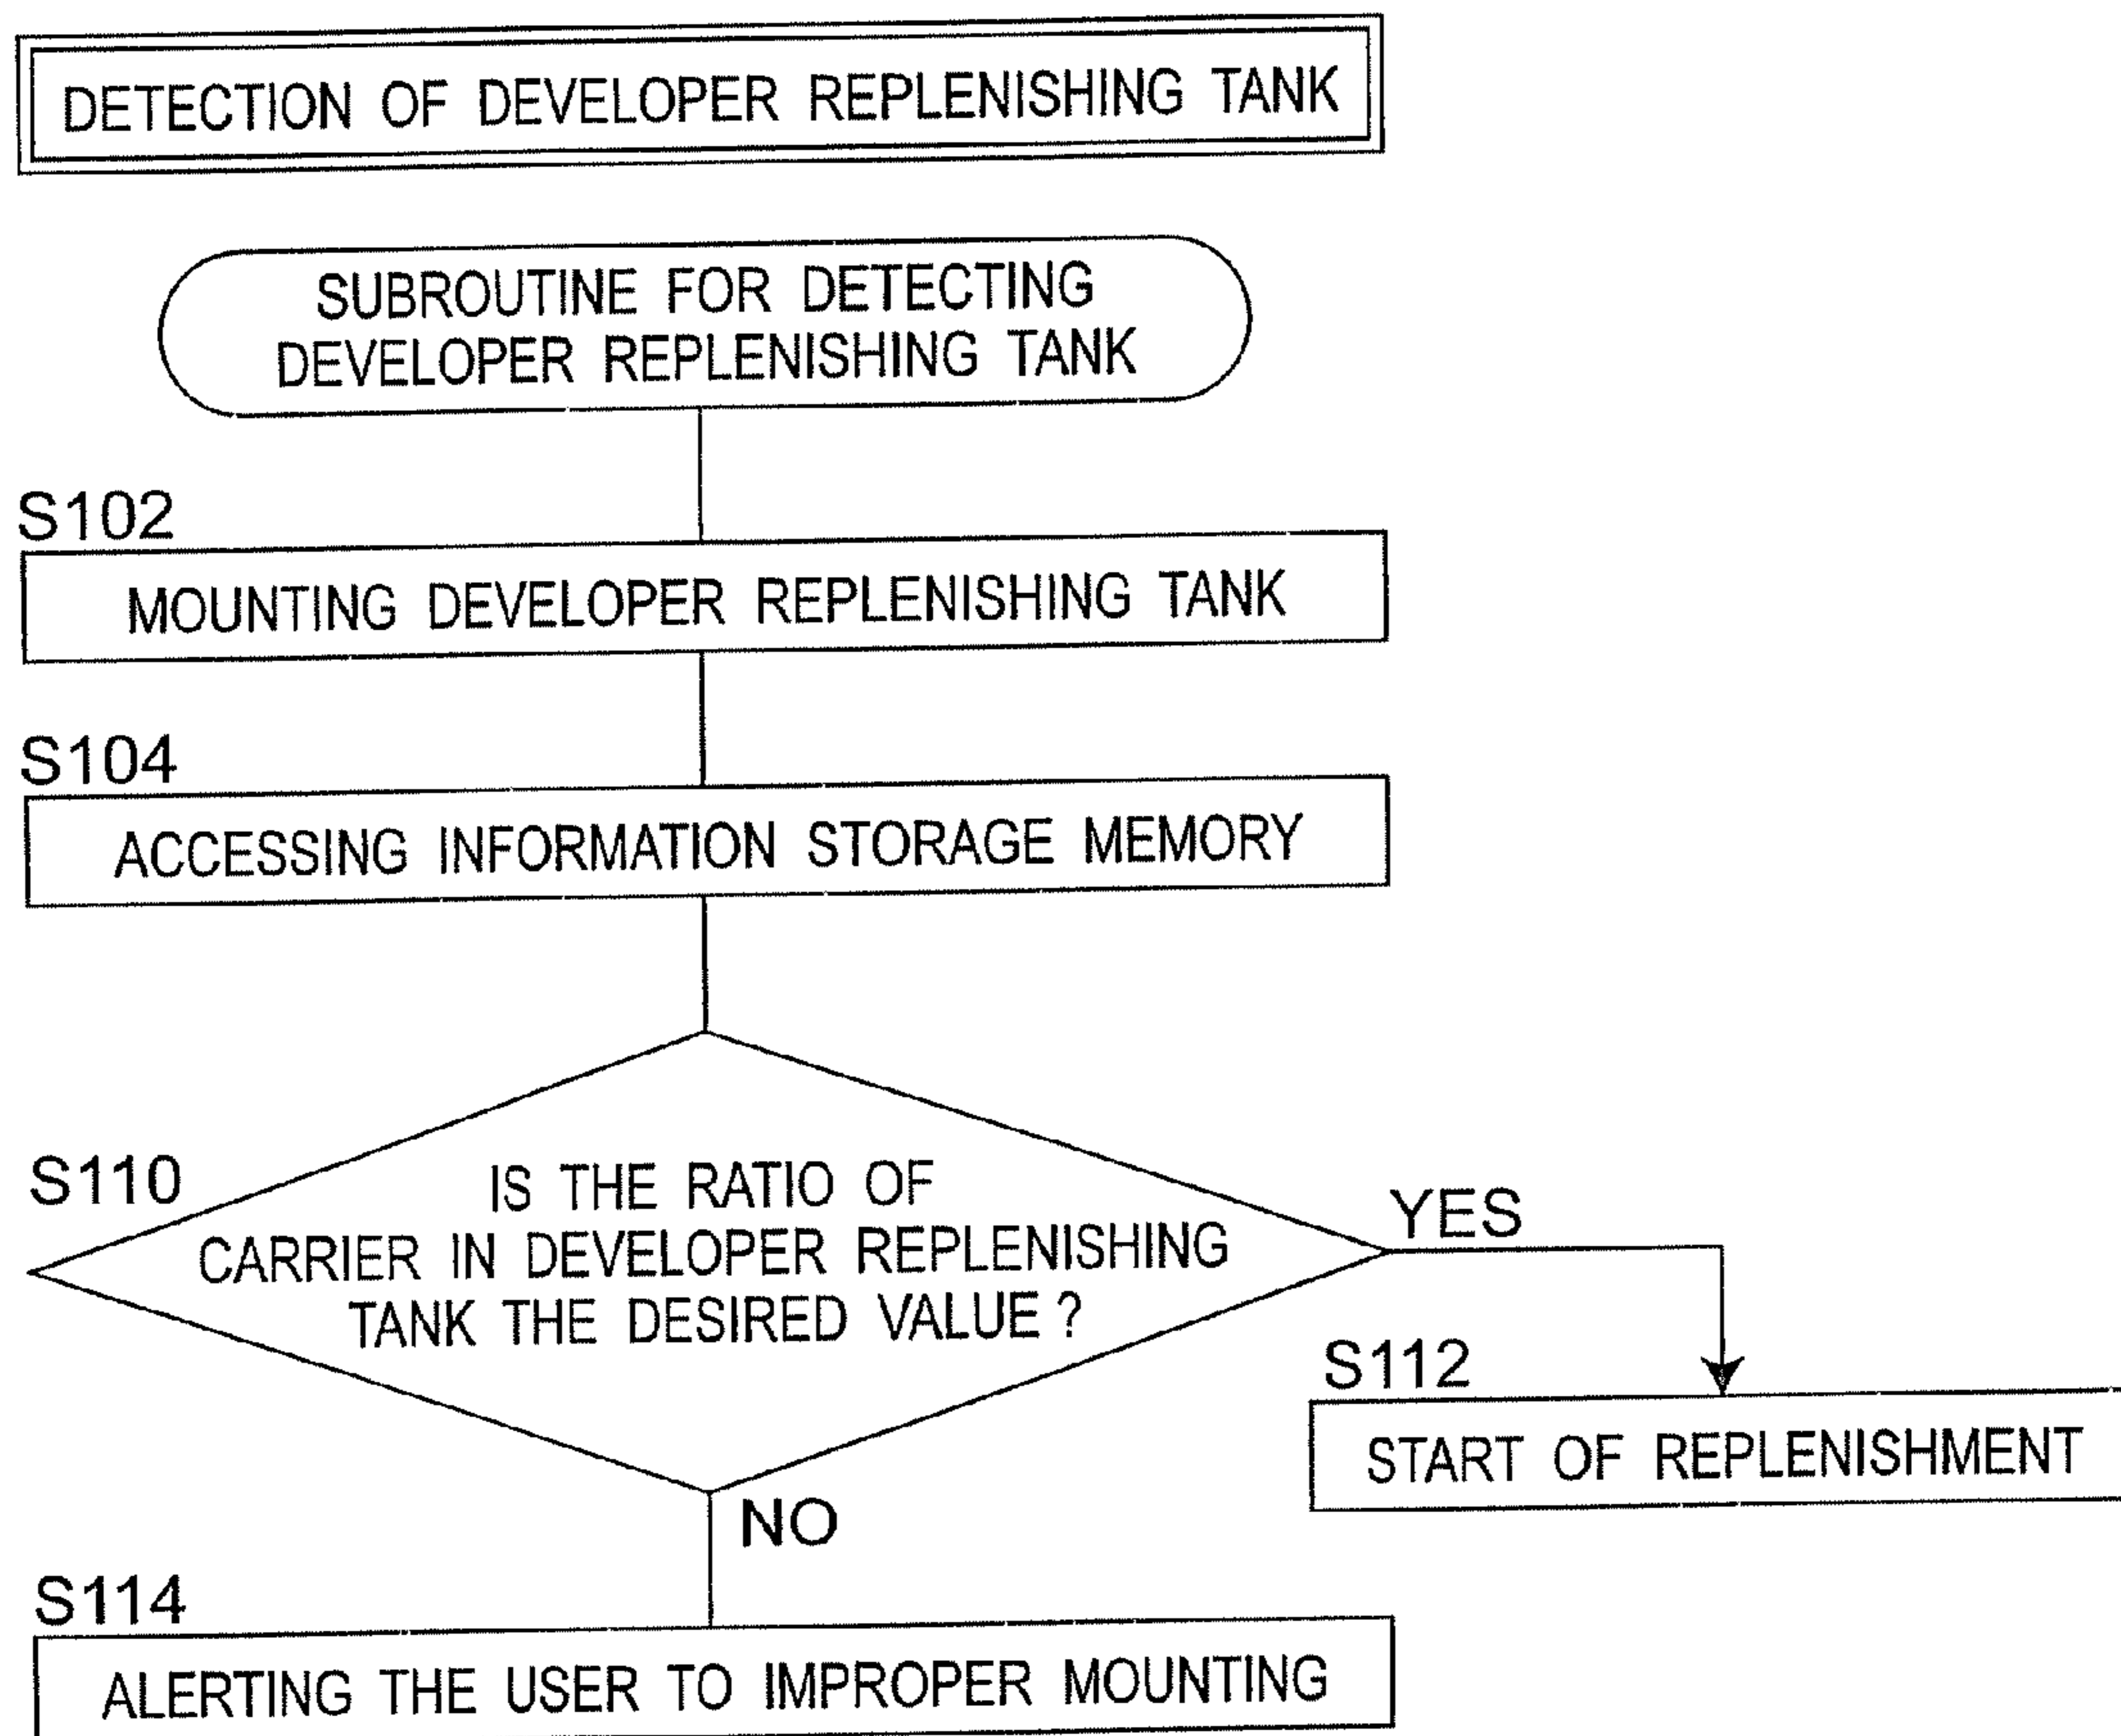 DETECTION OF DEVELOPER REPLENISHING TANK
SUBROUTINE FOR DETECTING
DEVELOPER REPLENISHING TANK
S102
MOUNTING DEVELOPER REPLENISHING TANK
S104
ACCESSING INFORMATION STORAGE MEMORY
S110
IS THE RATIO OF
CARRIER IN DEVELOPER REPLENISHING
TANK THE DESIRED VALUE ?
YES
S112
START OF REPLENISHMENT
NO
S114
ALERTING THE USER TO IMPROPER MOUNTING